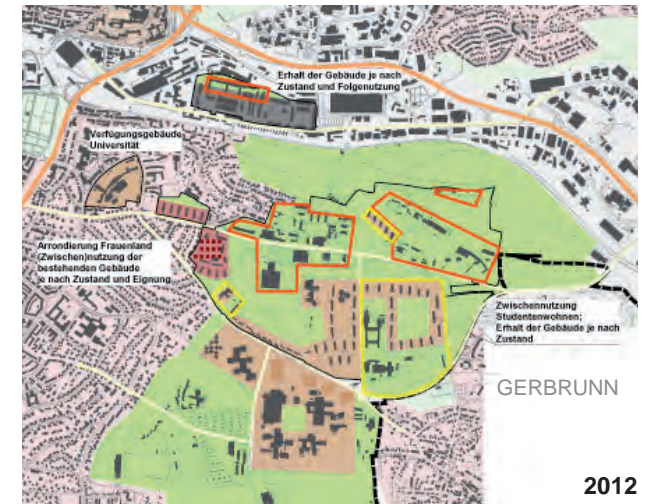 Erhalt der Gebäude je nach
Zustand und Folgenutzung
Verfügungsgebäude
Universität
Arrondierung Frauenland
(Zwischen)nutzung der
bestehenden Gebäude
je nach Zustand und Eignung
Zwischennutzung
Studentenwohnen;
Erhalt der Gebäude je nach
Zustand
GERBRUNN
2012